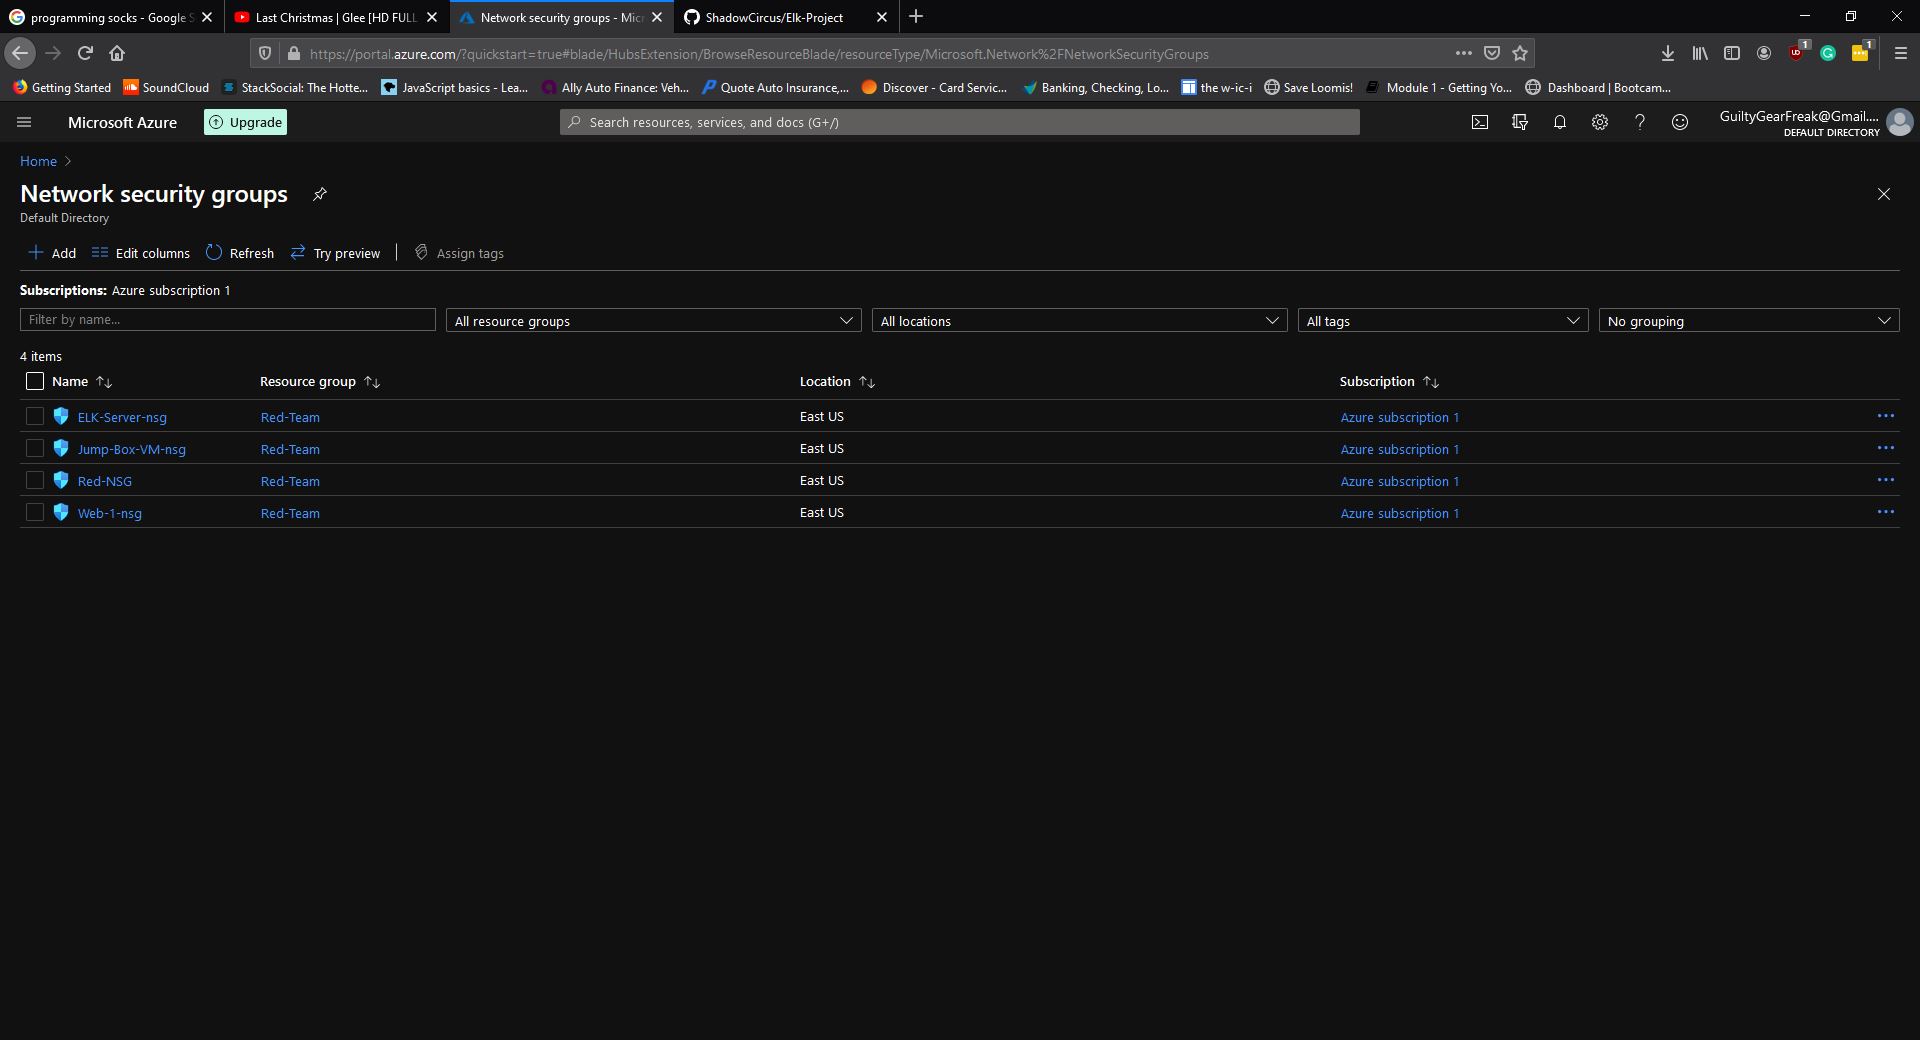 programming socks - Google S
Last Christmas | Glee [HD FULL
Network security groups - Micr
ShadowCircus/Elk-Project
https://portal.azure.com/?quickstart=true#blade/HubsExtension/BrowseResourceBlade/resourceType/Microsoft.Network%2FNetworkSecurityGroups
1
1
Getting Started
SoundCloud
StackSocial: The Hotte...
JavaScript basics - Lea...
Ally Auto Finance: Veh...
Quote Auto Insurance,...
Discover - Card Servic...
Banking, Checking, Lo...
the w-ic-i
Save Loomis!
Module 1 - Getting Yo...
Dashboard | Bootcam...
Microsoft Azure
Upgrade
Search resources, services, and docs (G+/)
GuiltyGearFreak@Gmail....
DEFAULT DIRECTORY
Home
Network security groups
Default Directory
Add
Edit columns
Refresh
Try preview
Assign tags
Subscriptions: Azure subscription 1
Filter by name...
All resource groups
All locations
All tags
No grouping
4 items
Name Resource group Location Subscription
ELK-Server-nsg Red-Team East US Azure subscription 1
Jump-Box-VM-nsg Red-Team East US Azure subscription 1
Red-NSG Red-Team East US Azure subscription 1
Web-1-nsg Red-Team East US Azure subscription 1